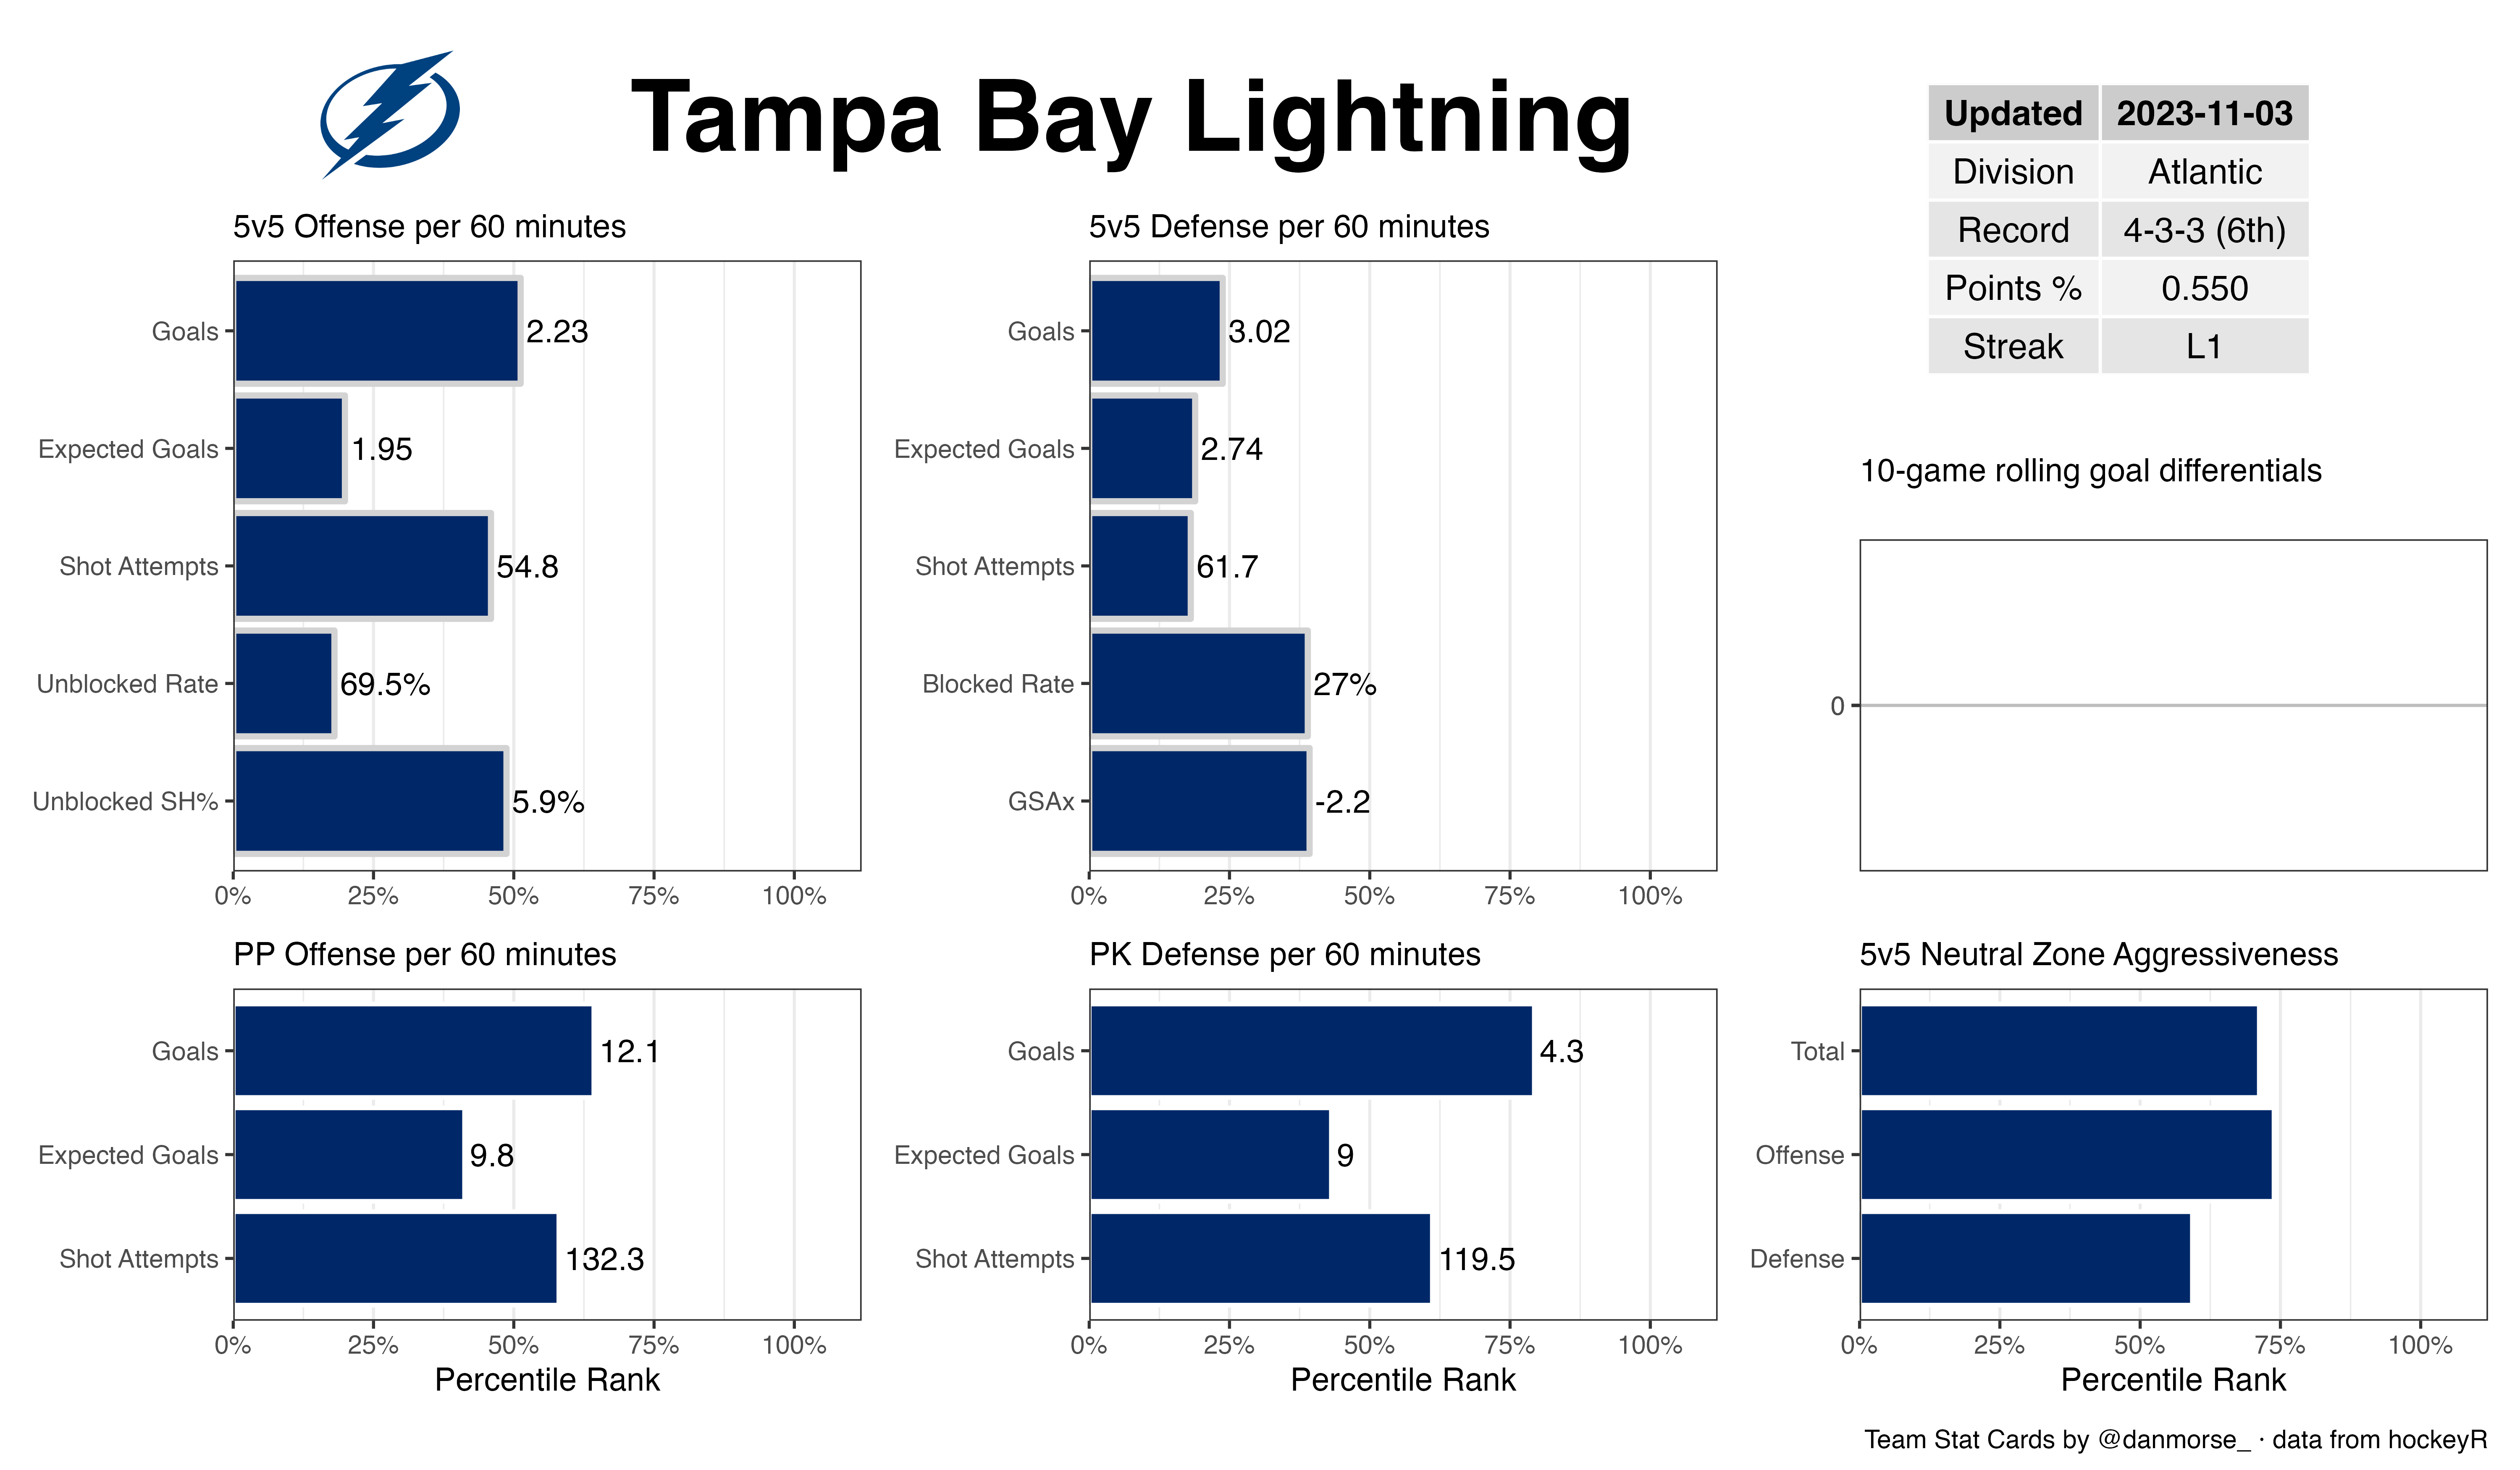 Tampa Bay Lightning
Updated 2023-11-03
Division Atlantic
Record 4-3-3 (6th)
Points % 0.550
Streak L1
5v5 Offense per 60 minutes
Goals 2.23
Expected Goals 1.95
Shot Attempts 54.8
Unblocked Rate 69.5%
Unblocked SH% 5.9%
0% 25% 50% 75% 100%
5v5 Defense per 60 minutes
Goals 3.02
Expected Goals 2.74
Shot Attempts 61.7
Blocked Rate 27%
GSAx -2.2
0% 25% 50% 75% 100%
10-game rolling goal differentials
0
PP Offense per 60 minutes
Goals 12.1
Expected Goals 9.8
Shot Attempts 132.3
0% 25% 50% 75% 100%
Percentile Rank
PK Defense per 60 minutes
Goals 4.3
Expected Goals 9
Shot Attempts 119.5
0% 25% 50% 75% 100%
Percentile Rank
5v5 Neutral Zone Aggressiveness
Total
Offense
Defense
0% 25% 50% 75% 100%
Percentile Rank
Team Stat Cards by @danmorse_ · data from hockeyR